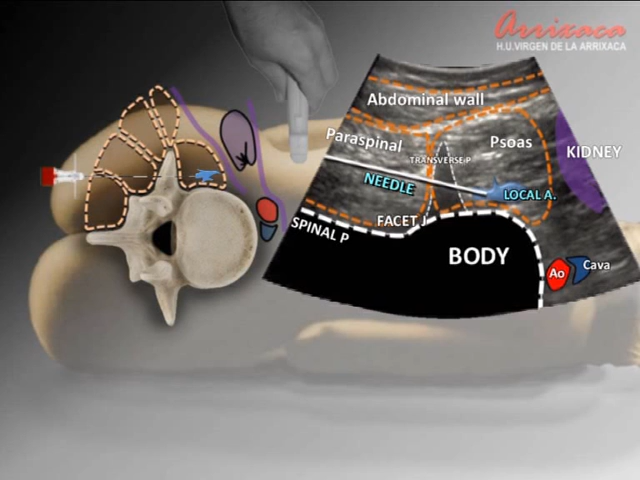 Arrixaca
H.U.VIRGEN DE LA ARRIXACA
Abdominal wall
Paraspinal
Psoas
TRANSVERSE P
KIDNEY
NEEDLE
LOCAL A.
FACET J.
SPINAL P
BODY
Ao
Cava